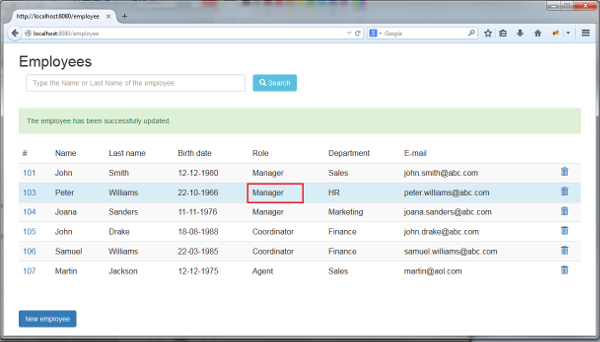 http://localhost:8080/employee
localhost:8080/employee
Google
Employees
Type the Name or Last Name of the employee Search
The employee has been successfully updated.
# Name Last name Birth date Role Department E-mail
101 John Smith 12-12-1980 Manager Sales john.smith@abc.com
103 Peter Williams 22-10-1966 Manager HR peter.williams@abc.com
104 Joana Sanders 11-11-1976 Manager Marketing joana.sanders@abc.com
105 John Drake 18-08-1988 Coordinator Finance john.drake@abc.com
106 Samuel Williams 22-03-1985 Coordinator Finance samuel.williams@abc.com
107 Martin Jackson 12-12-1975 Agent Sales martin@aol.com
New employee